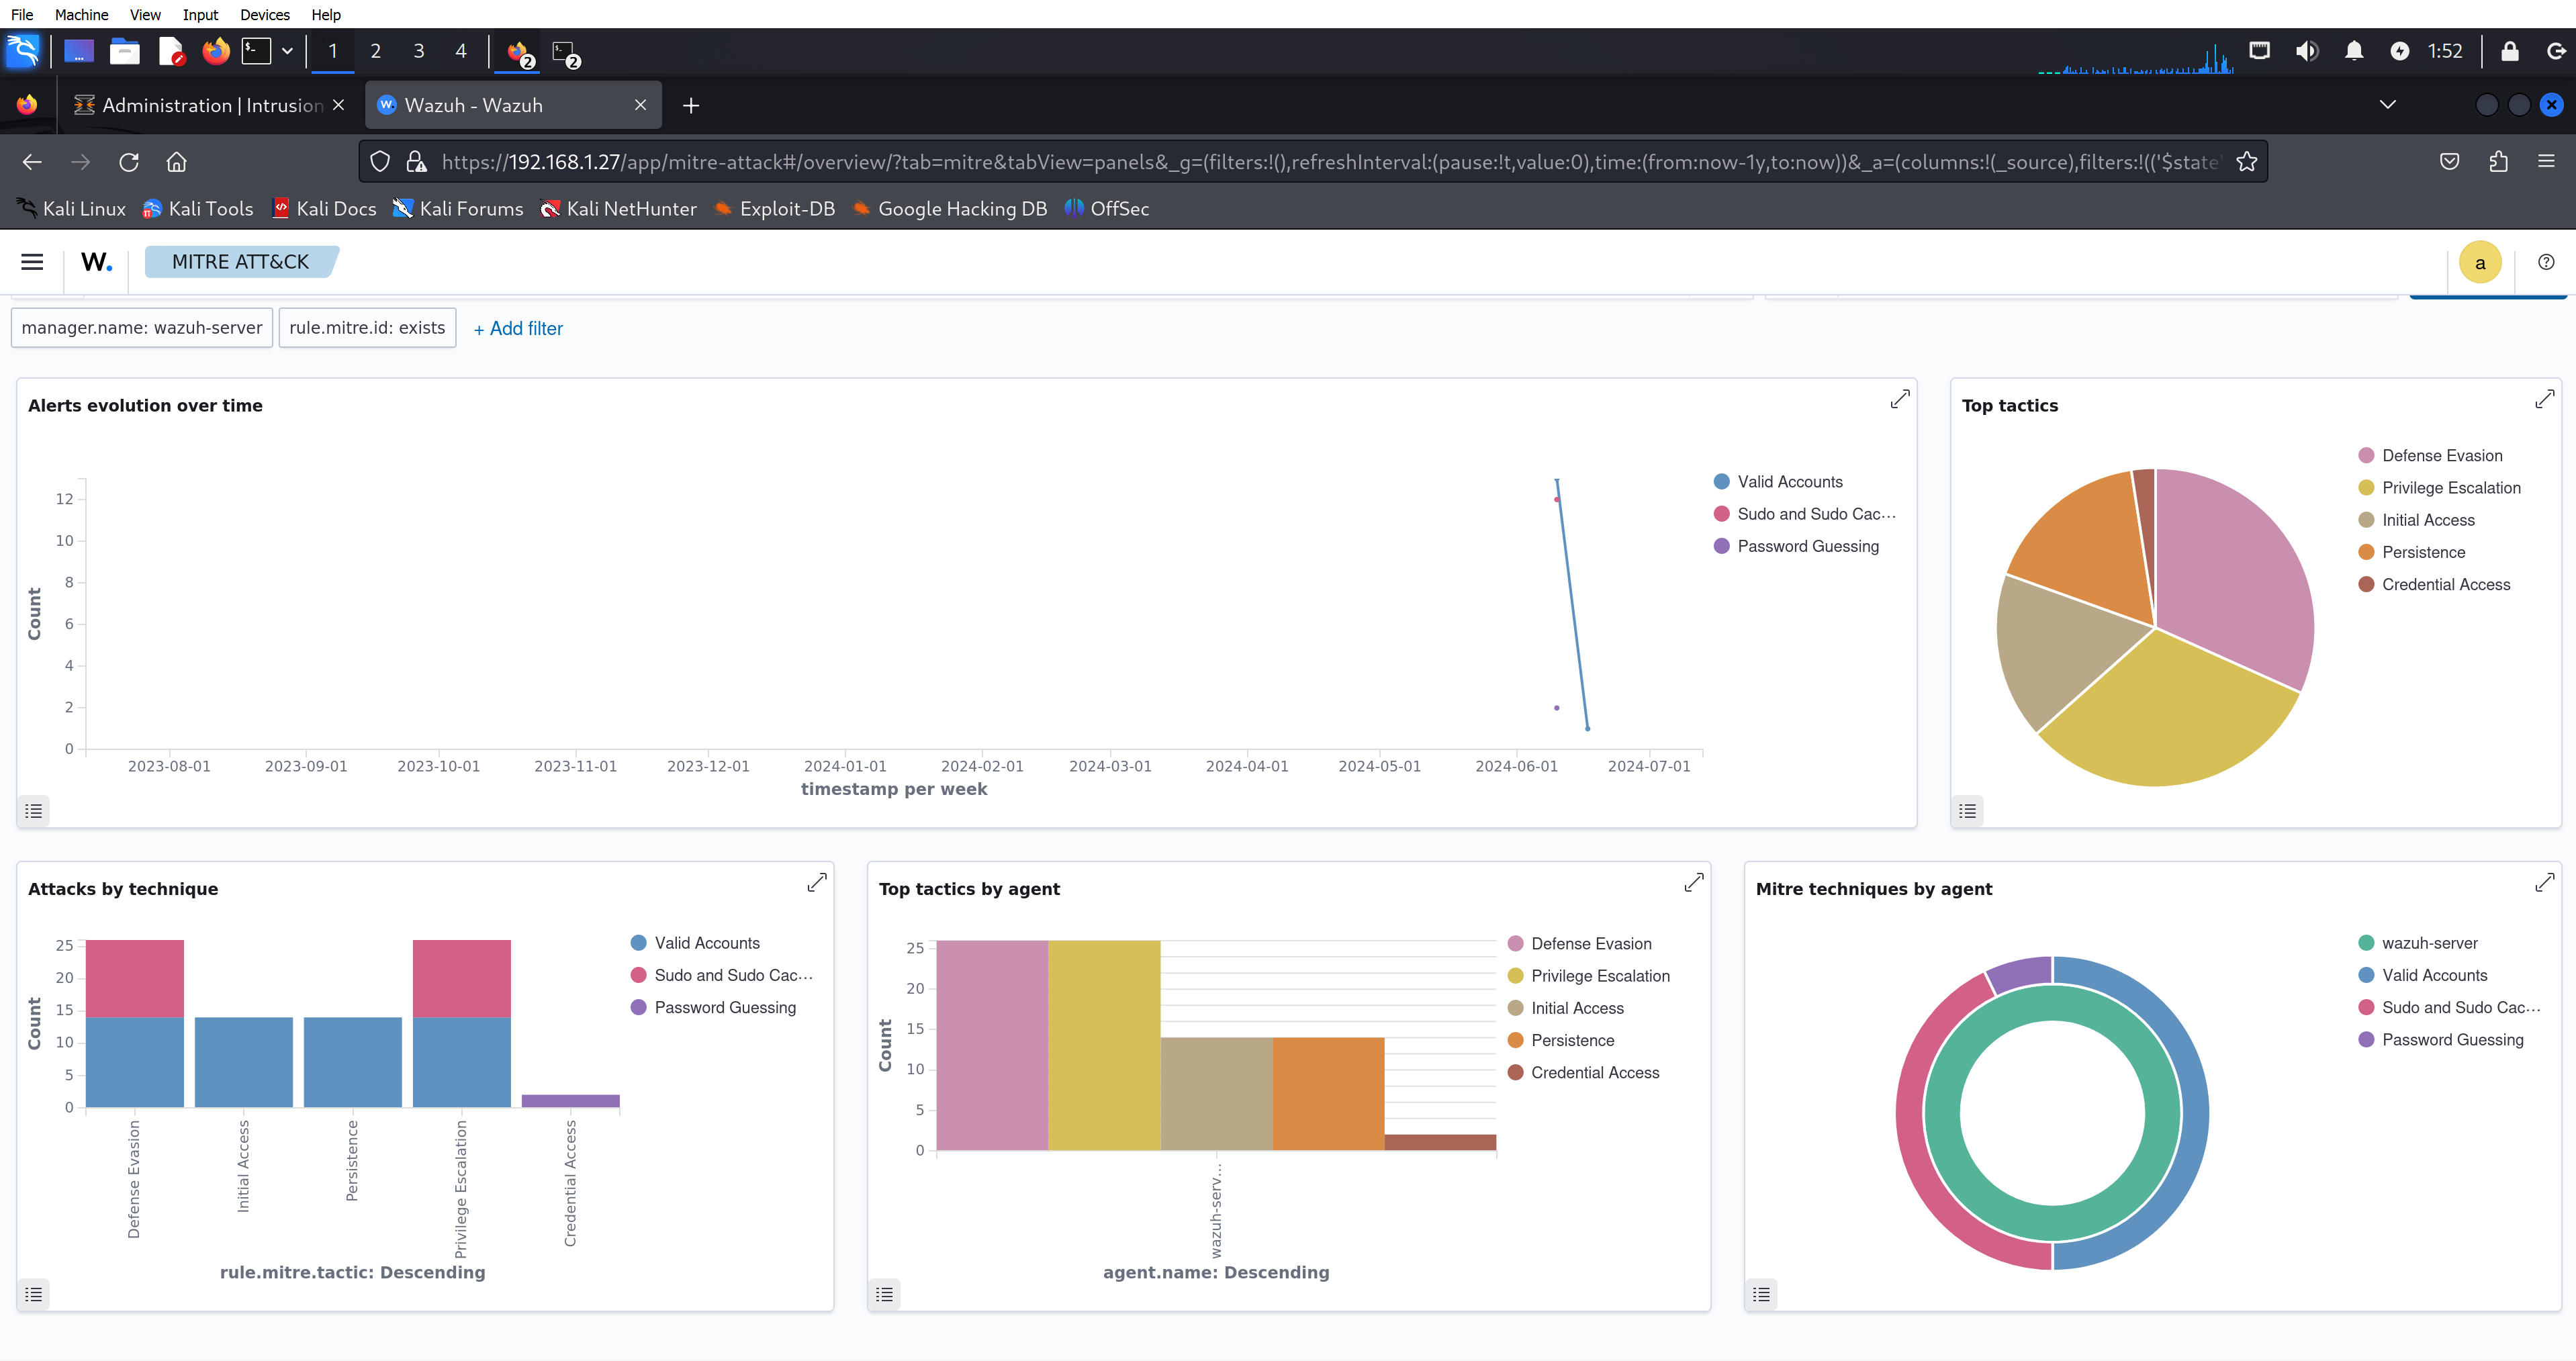 File Machine View Input Devices Help
1 2 3 4 2 2 1:52
Administration | Intrusion
Wazuh - Wazuh
https://192.168.1.27/app/mitre-attack#/overview/?tab=mitre&tabView=panels&_g=(filters:!(),refreshInterval:(pause:!t,value:0),time:(from:now-1y,to:now))&_a=(columns:!(_source),filters:!(('$state'
Kali Linux Kali Tools Kali Docs Kali Forums Kali NetHunter Exploit-DB Google Hacking DB OffSec
W. MITRE ATT&CK a
manager.name: wazuh-server rule.mitre.id: exists + Add filter
Alerts evolution over time
Count
12
10
8
6
4
2
0
2023-08-01 2023-09-01 2023-10-01 2023-11-01 2023-12-01 2024-01-01 2024-02-01 2024-03-01 2024-04-01 2024-05-01 2024-06-01 2024-07-01
timestamp per week
Valid Accounts
Sudo and Sudo Cac...
Password Guessing
Top tactics
Defense Evasion
Privilege Escalation
Initial Access
Persistence
Credential Access
Attacks by technique
Count
25
20
15
10
5
0
Defense Evasion
Initial Access
Persistence
Privilege Escalation
Credential Access
rule.mitre.tactic: Descending
Valid Accounts
Sudo and Sudo Cac...
Password Guessing
Top tactics by agent
Count
25
20
15
10
5
0
wazuh-serv...
agent.name: Descending
Defense Evasion
Privilege Escalation
Initial Access
Persistence
Credential Access
Mitre techniques by agent
wazuh-server
Valid Accounts
Sudo and Sudo Cac...
Password Guessing